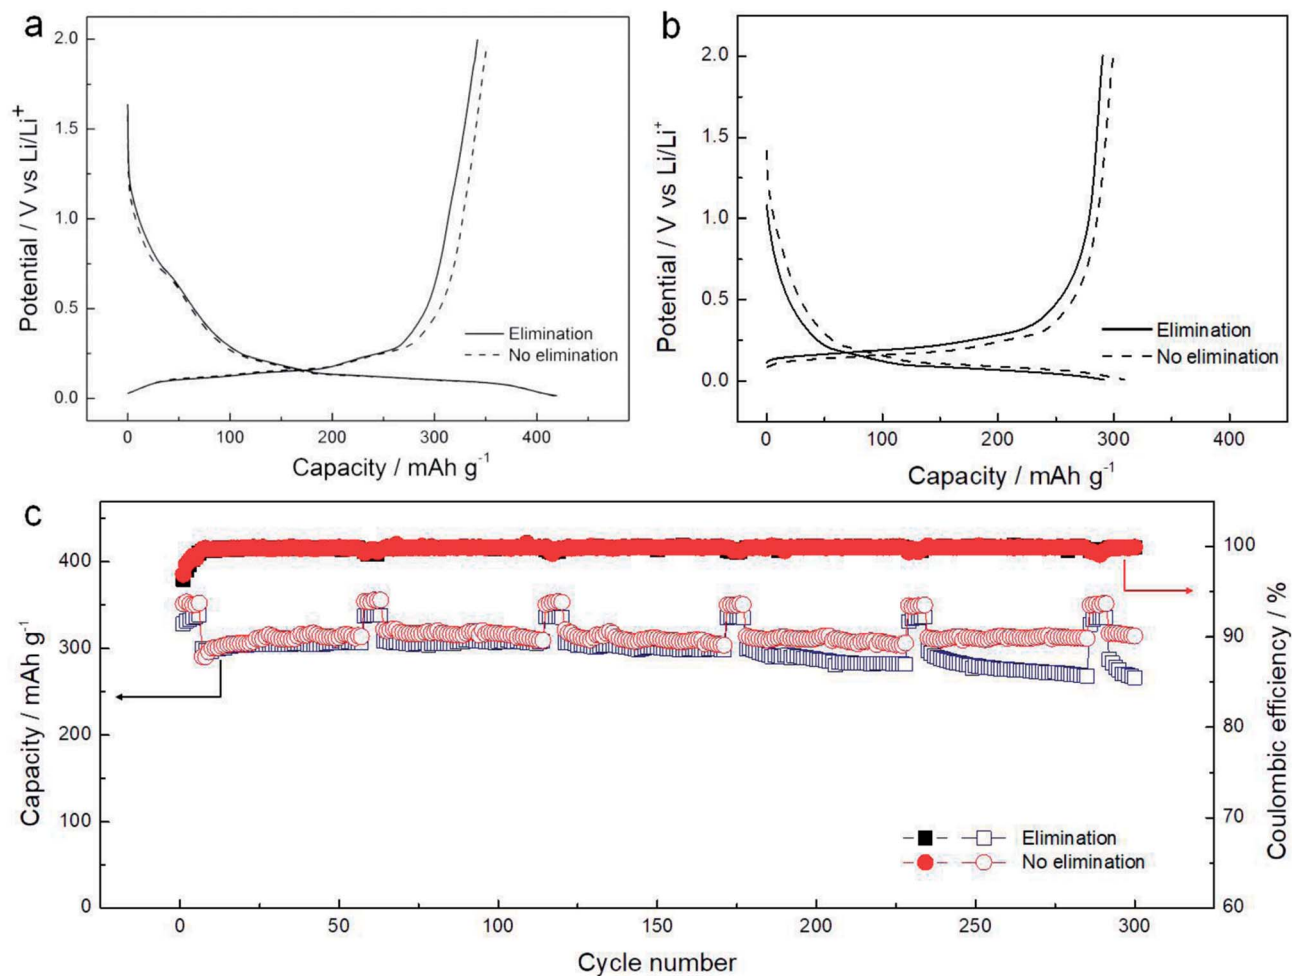 a
2.0
1.5
1.0
0.5
0.0
Potential / V vs Li/Li⁺
Elimination
No elimination
0 100 200 300 400
Capacity / mAh g⁻¹
b
2.0
1.5
1.0
0.5
0.0
Potential / V vs Li/Li⁺
Elimination
No elimination
0 100 200 300 400
Capacity / mAh g⁻¹
c
400
300
200
100
0
Capacity / mAh g⁻¹
100
90
80
70
60
Coulombic efficiency / %
Elimination
No elimination
0 50 100 150 200 250 300
Cycle number